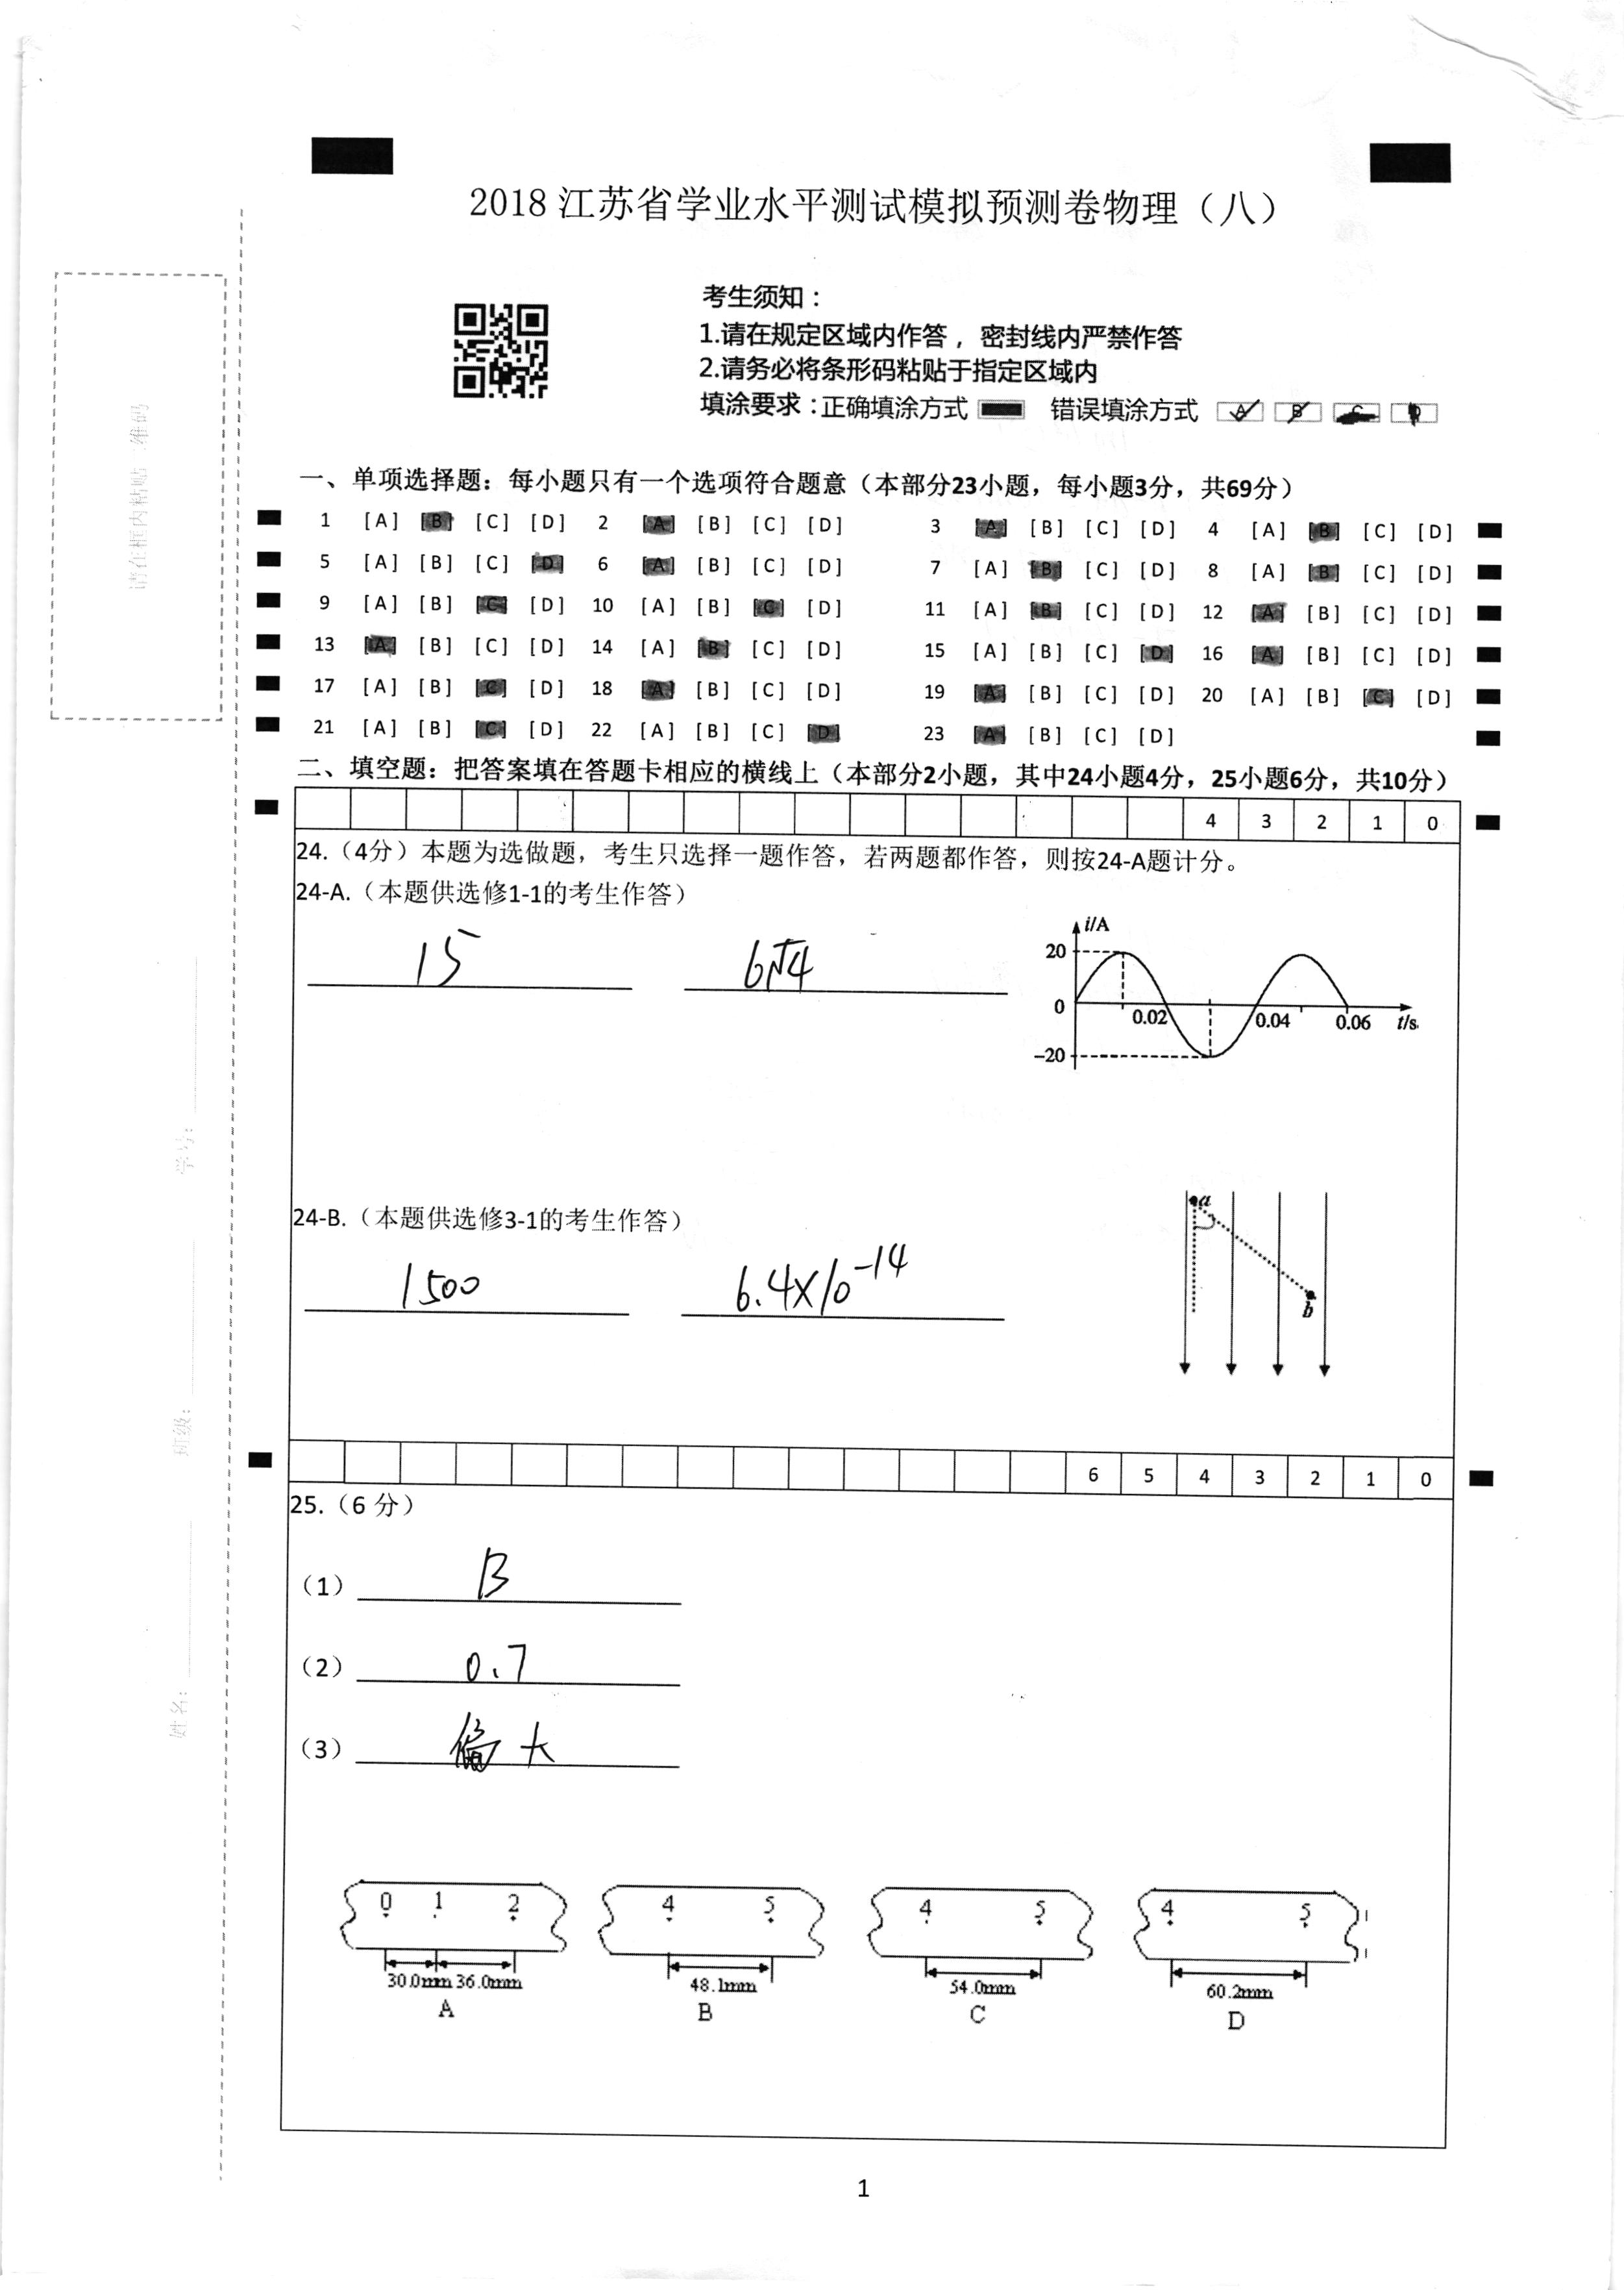 2018江苏省学业水平测试模拟预测卷物理（八）
考生须知：
1.请在规定区域内作答，密封线内严禁作答
2.请务必将条形码粘贴于指定区域内
填涂要求：正确填涂方式 错误填涂方式 A B C D
请在框内粘贴二维码
学号：
班级：
姓名：
一、单项选择题：每小题只有一个选项符合题意（本部分23小题，每小题3分，共69分）
1 [A] [B] [C] [D] 2 [A] [B] [C] [D] 3 [A] [B] [C] [D] 4 [A] [B] [C] [D]
5 [A] [B] [C] [D] 6 [A] [B] [C] [D] 7 [A] [B] [C] [D] 8 [A] [B] [C] [D]
9 [A] [B] [C] [D] 10 [A] [B] [C] [D] 11 [A] [B] [C] [D] 12 [A] [B] [C] [D]
13 [A] [B] [C] [D] 14 [A] [B] [C] [D] 15 [A] [B] [C] [D] 16 [A] [B] [C] [D]
17 [A] [B] [C] [D] 18 [A] [B] [C] [D] 19 [A] [B] [C] [D] 20 [A] [B] [C] [D]
21 [A] [B] [C] [D] 22 [A] [B] [C] [D] 23 [A] [B] [C] [D]
二、填空题：把答案填在答题卡相应的横线上（本部分2小题，其中24小题4分，25小题6分，共10分）
4 3 2 1 0
24.（4分）本题为选做题，考生只选择一题作答，若两题都作答，则按24-A题计分。
24-A.（本题供选修1-1的考生作答）
15
i/A
20
0
-20
0.02 0.04 0.06 t/s
24-B.（本题供选修3-1的考生作答）
1500 6.4×10⁻¹⁴
a
b
6 5 4 3 2 1 0
25.（6 分）
（1） B
（2） 0.7
（3） 偏大
0 1 2 4 5 4 5 4 5
30.0mm 36.0mm 48.1mm 54.0mm 60.2mm
A B C D
1